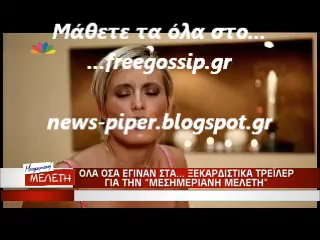 Μάθετε τα όλα στο...
...freegossip.gr
news-piper.blogspot.gr
Μεσημεριανή
ΜΕΛΕΤΗ
ΟΛΑ ΟΣΑ ΕΓΙΝΑΝ ΣΤΑ... ΞΕΚΑΡΔΙΣΤΙΚΑ ΤΡΕΪΛΕΡ
ΓΙΑ ΤΗΝ "ΜΕΣΗΜΕΡΙΑΝΗ ΜΕΛΕΤΗ"